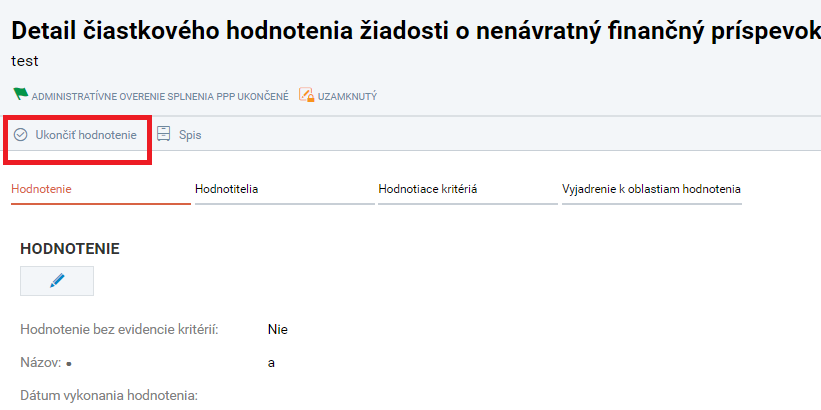 Detail čiastkového hodnotenia žiadosti o nenávratný finančný príspevok
test
ADMINISTRATÍVNE OVERENIE SPLNENIA PPP UKONČENÉ UZAMKNUTÝ
Ukončiť hodnotenie Spis
Hodnotenie Hodnotitelia Hodnotiace kritériá Vyjadrenie k oblastiam hodnotenia
HODNOTENIE
Hodnotenie bez evidencie kritérií: Nie
Názov: • a
Dátum vykonania hodnotenia: